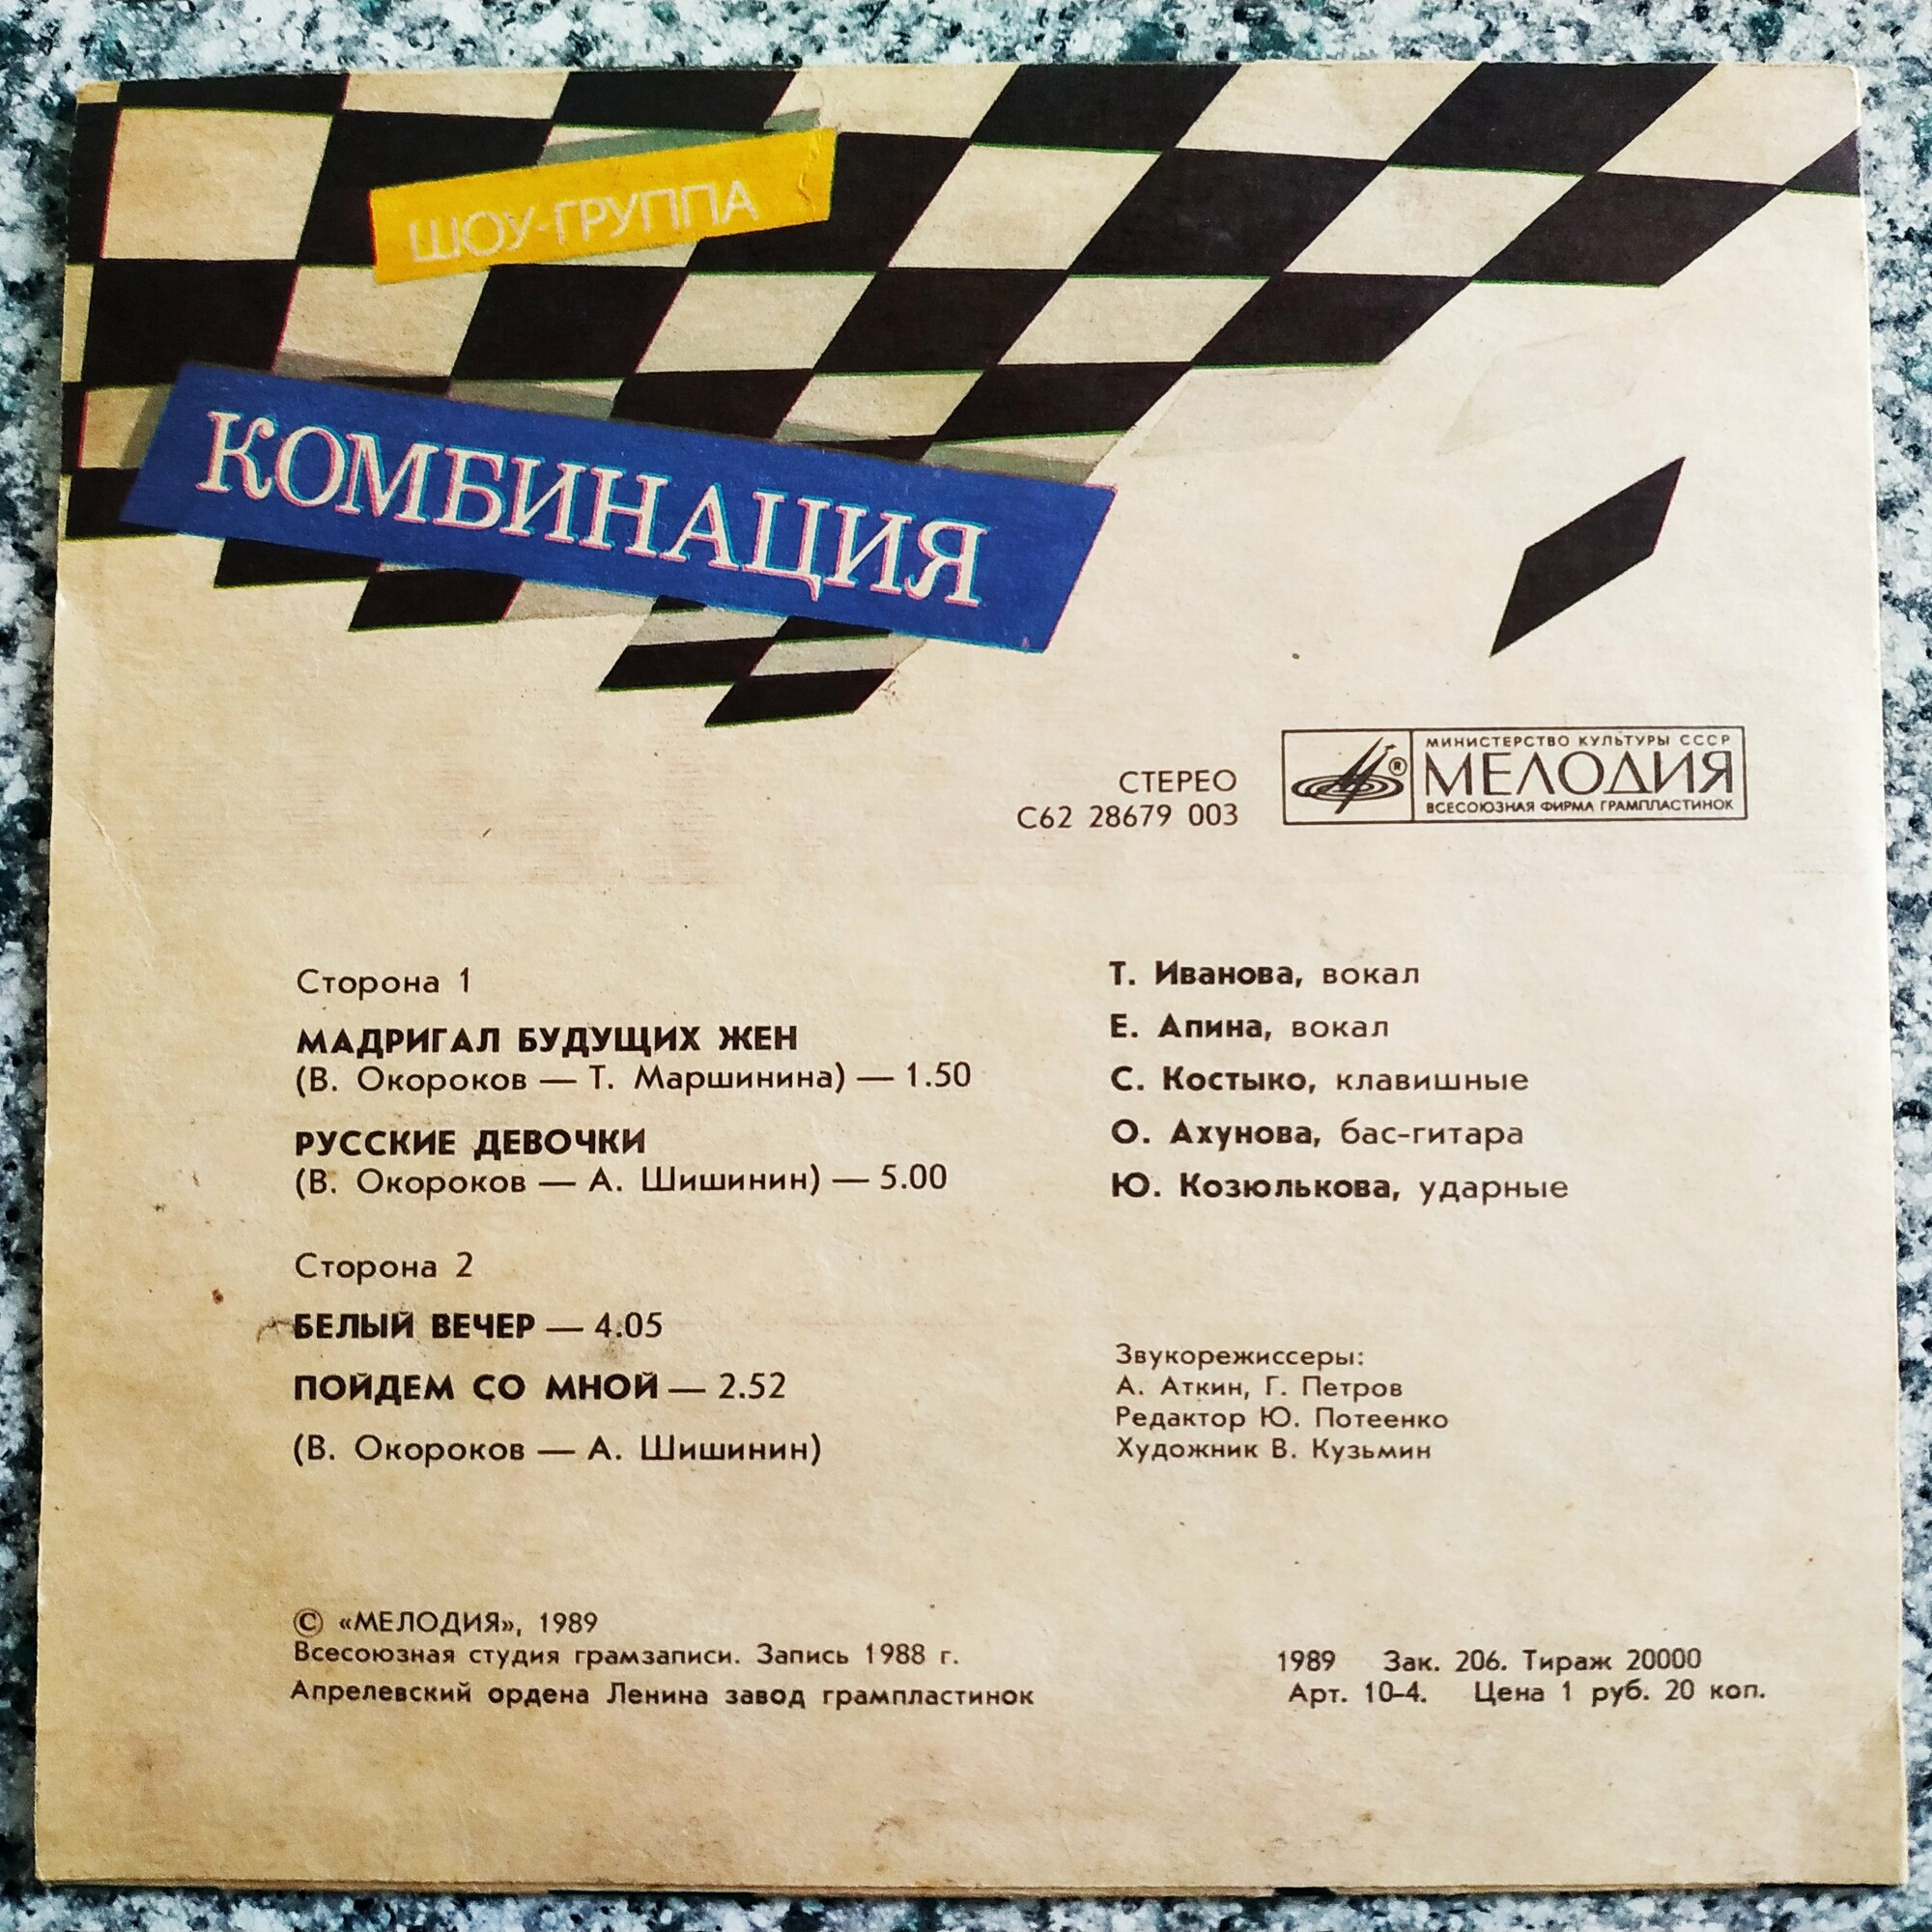 ШОУ-ГРУППА
КОМБИНАЦИЯ
СТЕРЕО
С62 28679 003
МИНИСТЕРСТВО КУЛЬТУРЫ СССР
МЕЛОДИЯ
ВСЕСОЮЗНАЯ ФИРМА ГРАМПЛАСТИНОК
®
Сторона 1
МАДРИГАЛ БУДУЩИХ ЖЕН
(В. Окороков — Т. Маршинина) — 1.50
РУССКИЕ ДЕВОЧКИ
(В. Окороков — А. Шишинин) — 5.00
Сторона 2
БЕЛЫЙ ВЕЧЕР — 4.05
ПОЙДЕМ СО МНОЙ — 2.52
(В. Окороков — А. Шишинин)
Т. Иванова, вокал
Е. Апина, вокал
С. Костыко, клавишные
О. Ахунова, бас-гитара
Ю. Козюлькова, ударные
Звукорежиссеры:
А. Аткин, Г. Петров
Редактор Ю. Потеенко
Художник В. Кузьмин
© «МЕЛОДИЯ», 1989
Всесоюзная студия грамзаписи. Запись 1988 г.
Апрелевский ордена Ленина завод грампластинок
1989 Зак. 206. Тираж 20000
Арт. 10-4. Цена 1 руб. 20 коп.